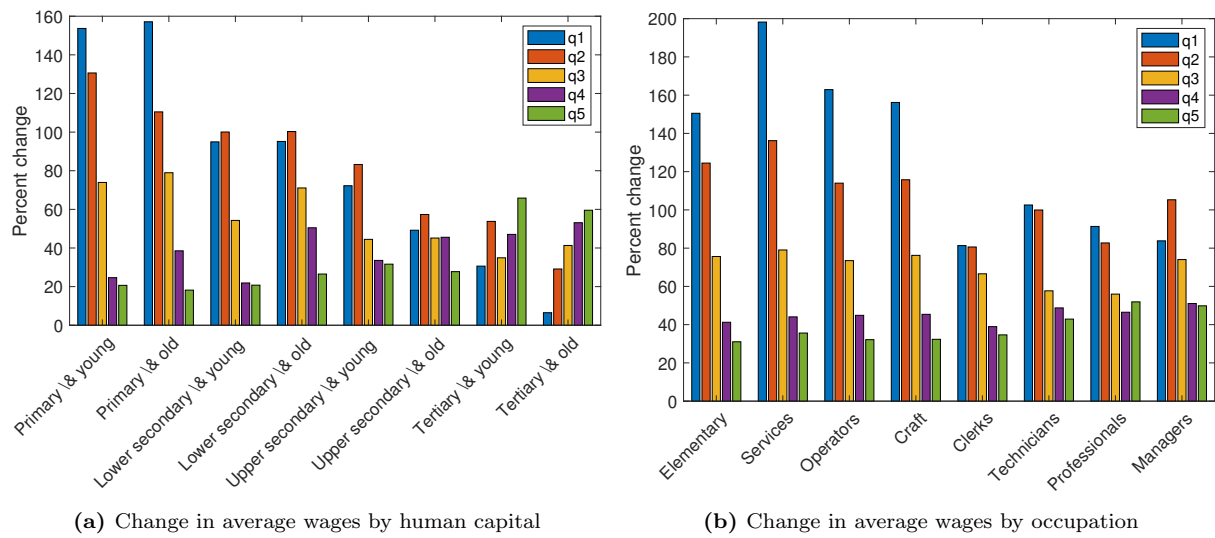 160
140
120
100
80
60
40
20
0
Percent change
q1
q2
q3
q4
q5
Primary \& young
Primary \& old
Lower secondary \& young
Lower secondary \& old
Upper secondary \& young
Upper secondary \& old
Tertiary \& young
Tertiary \& old
(a) Change in average wages by human capital
200
180
160
140
120
100
80
60
40
20
0
Percent change
q1
q2
q3
q4
q5
Elementary
Services
Operators
Craft
Clerks
Technicians
Professionals
Managers
(b) Change in average wages by occupation